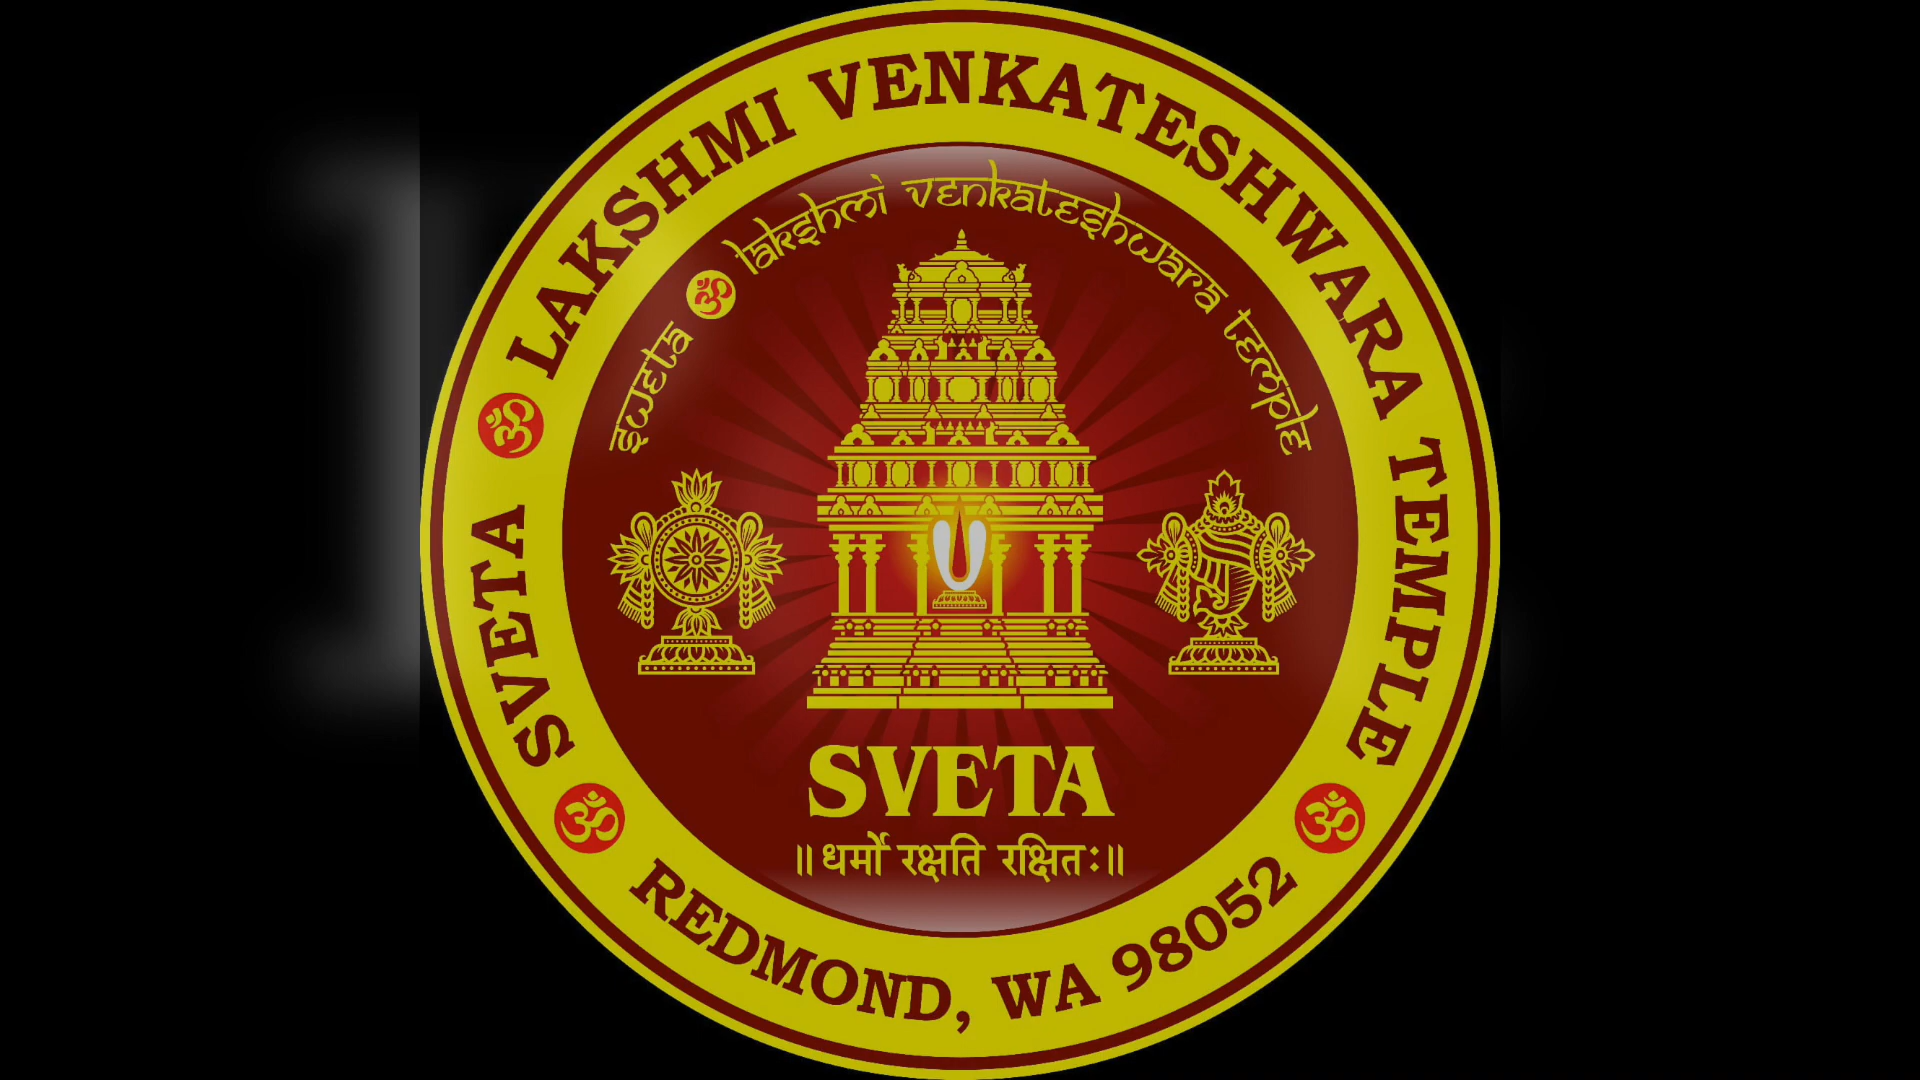 SVETA ॐ LAKSHMI VENKATESHWARA TEMPLE
sveta ॐ lakshmi venkateshwara temple
SVETA
॥ धर्मो रक्षति रक्षितः॥
ॐ REDMOND, WA 98052 ॐ